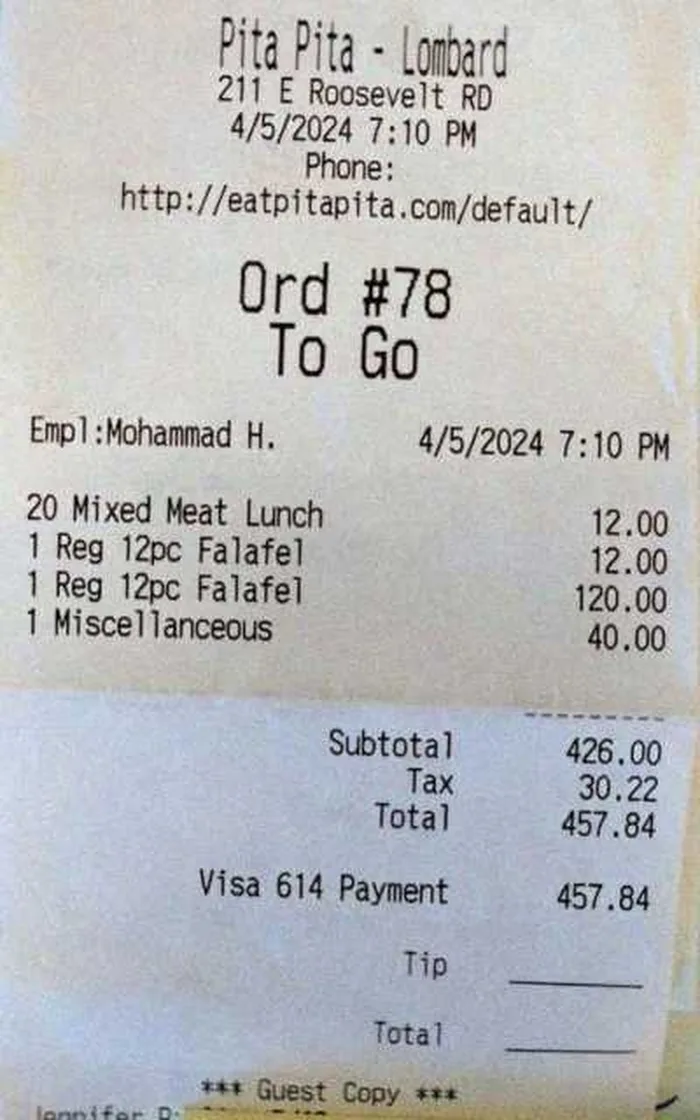 Pita Pita - Lombard
211 E Roosevelt RD
4/5/2024 7:10 PM
Phone:
http://eatpitapita.com/default/
Ord #78
To Go
Empl:Mohammad H. 4/5/2024 7:10 PM
20 Mixed Meat Lunch 12.00
1 Reg 12pc Falafel 12.00
1 Reg 12pc Falafel 120.00
1 Miscellanceous 40.00
Subtotal 426.00
Tax 30.22
Total 457.84
Visa 614 Payment 457.84
Tip
Total
*** Guest Copy ***
Jennifer